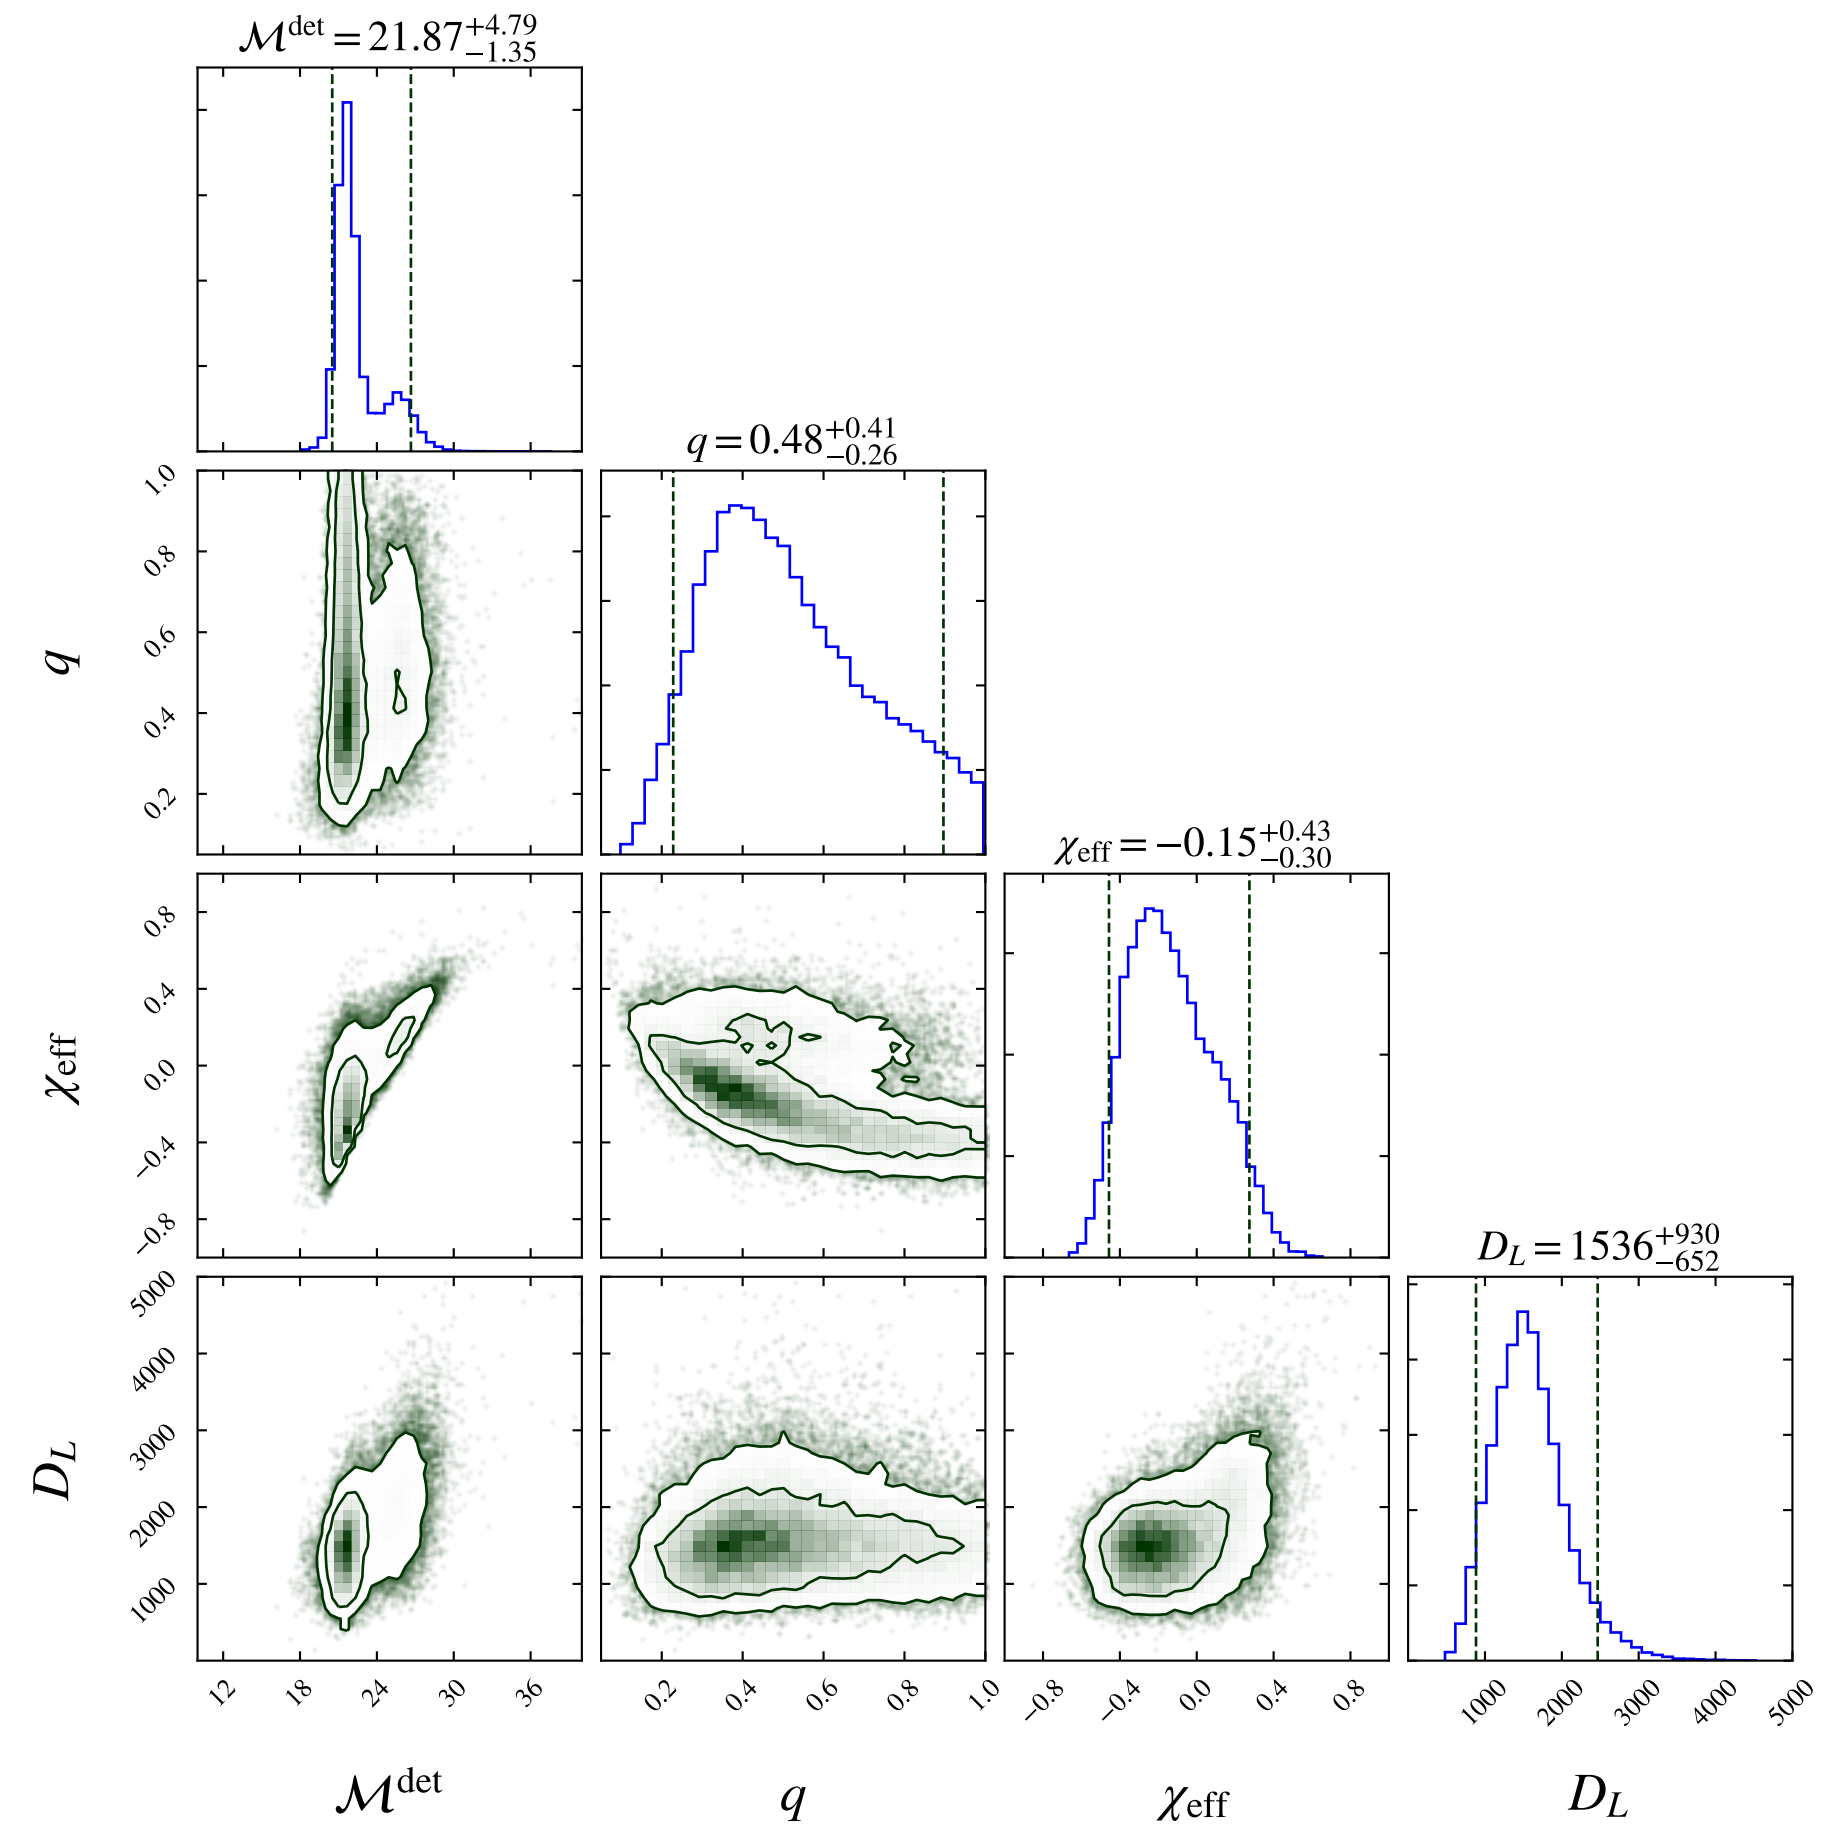 ℳ^det = 21.87 +4.79 −1.35
q = 0.48 +0.41 −0.26
1.0
0.8
0.6
0.4
0.2
q
χ_eff = −0.15 +0.43 −0.30
0.8
0.4
0.0
−0.4
−0.8
χ_eff
D_L = 1536 +930 −652
5000
4000
3000
2000
1000
D_L
12 18 24 30 36
0.2 0.4 0.6 0.8 1.0
−0.8 −0.4 0.0 0.4 0.8
1000 2000 3000 4000 5000
ℳ^det q χ_eff D_L